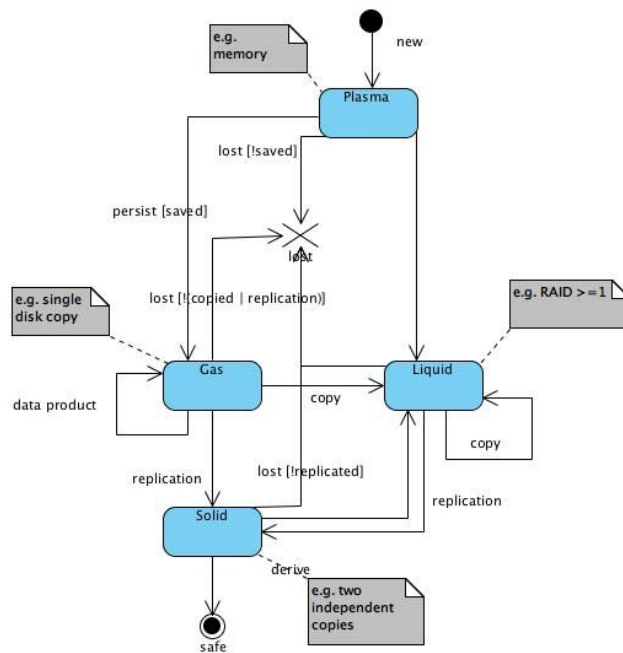 e.g.
memory
new
Plasma
lost [!saved]
persist [saved]
lost
e.g. single
disk copy
lost [!(copied | replication)]
e.g. RAID >=1
Gas
Liquid
data product
copy
copy
replication
lost [!replicated]
replication
Solid
derive
e.g. two
independent
copies
safe